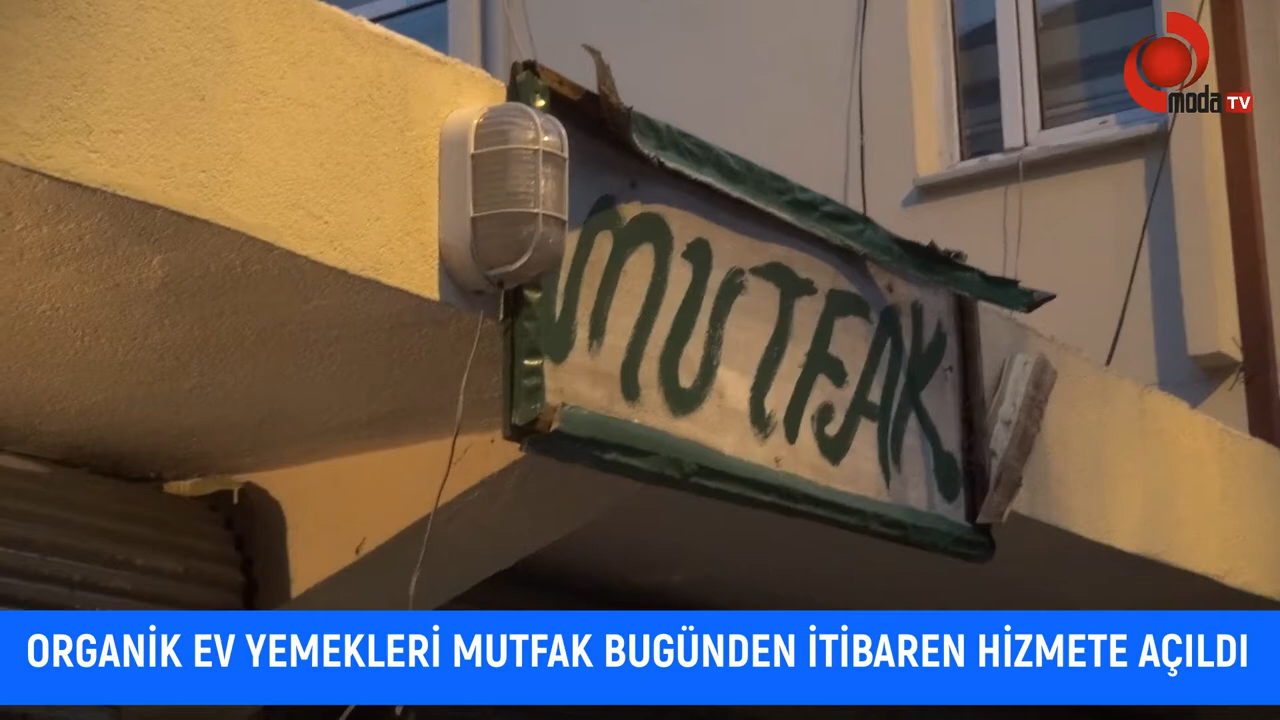 moda TV
MUTFAK
ORGANİK EV YEMEKLERİ MUTFAK BUGÜNDEN İTİBAREN HİZMETE AÇILDI